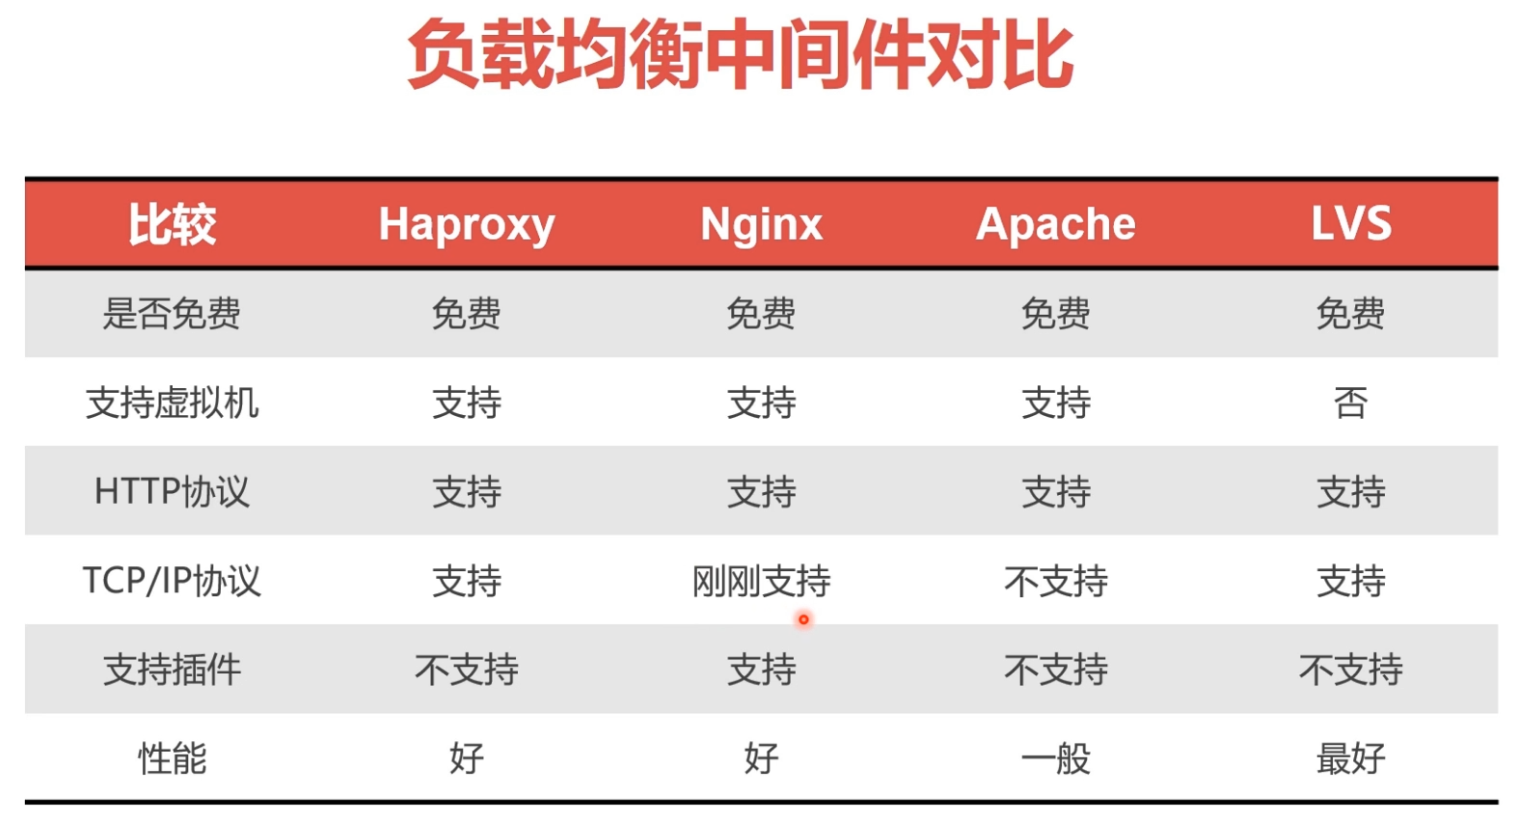 负载均衡中间件对比
比较 Haproxy Nginx Apache LVS
是否免费 免费 免费 免费 免费
支持虚拟机 支持 支持 支持 否
HTTP协议 支持 支持 支持 支持
TCP/IP协议 支持 刚刚支持 不支持 支持
支持插件 不支持 支持 不支持 不支持
性能 好 好 一般 最好